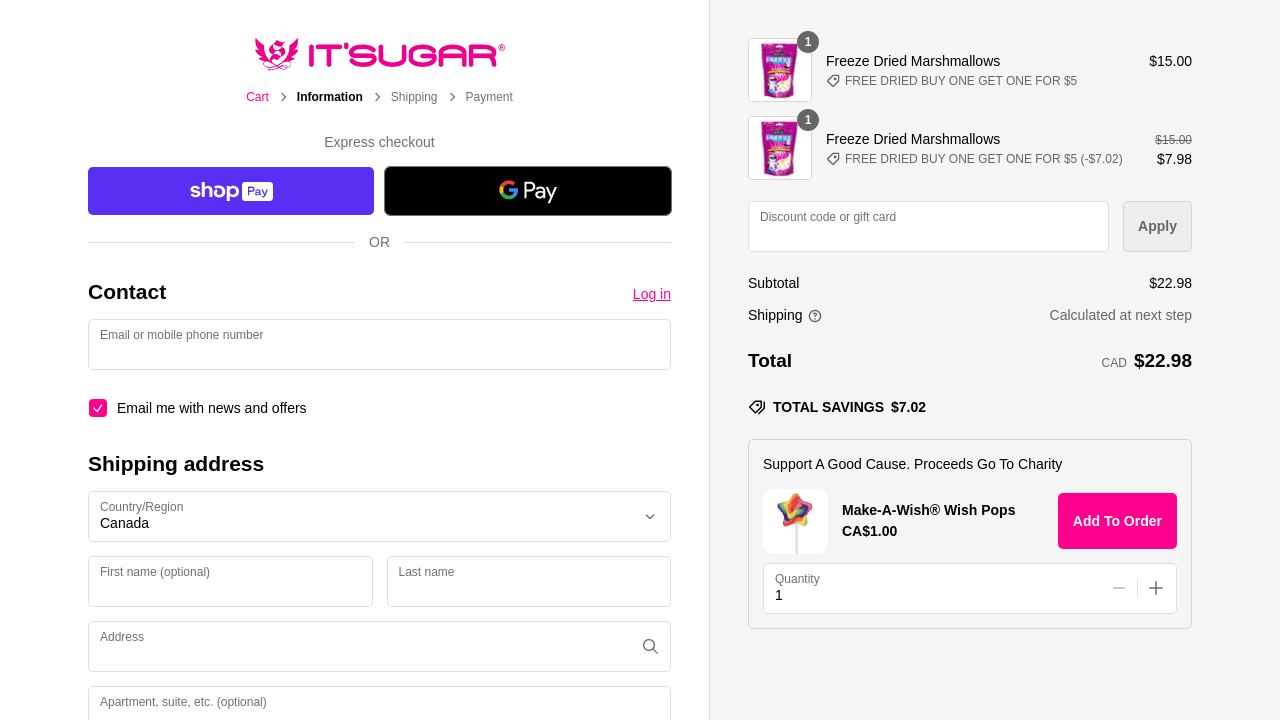 IT'SUGAR®
Cart > Information > Shipping > Payment
Express checkout
shop Pay
G Pay
OR
Contact
Log in
Email or mobile phone number
Email me with news and offers
Shipping address
Country/Region
Canada
First name (optional)
Last name
Address
Apartment, suite, etc. (optional)
1
Freeze Dried Marshmallows
$15.00
FREE DRIED BUY ONE GET ONE FOR $5
1
Freeze Dried Marshmallows
$15.00
FREE DRIED BUY ONE GET ONE FOR $5 (-$7.02)
$7.98
Discount code or gift card
Apply
Subtotal
$22.98
Shipping
Calculated at next step
Total
CAD $22.98
TOTAL SAVINGS $7.02
Support A Good Cause. Proceeds Go To Charity
Make-A-Wish® Wish Pops
CA$1.00
Add To Order
Quantity
1